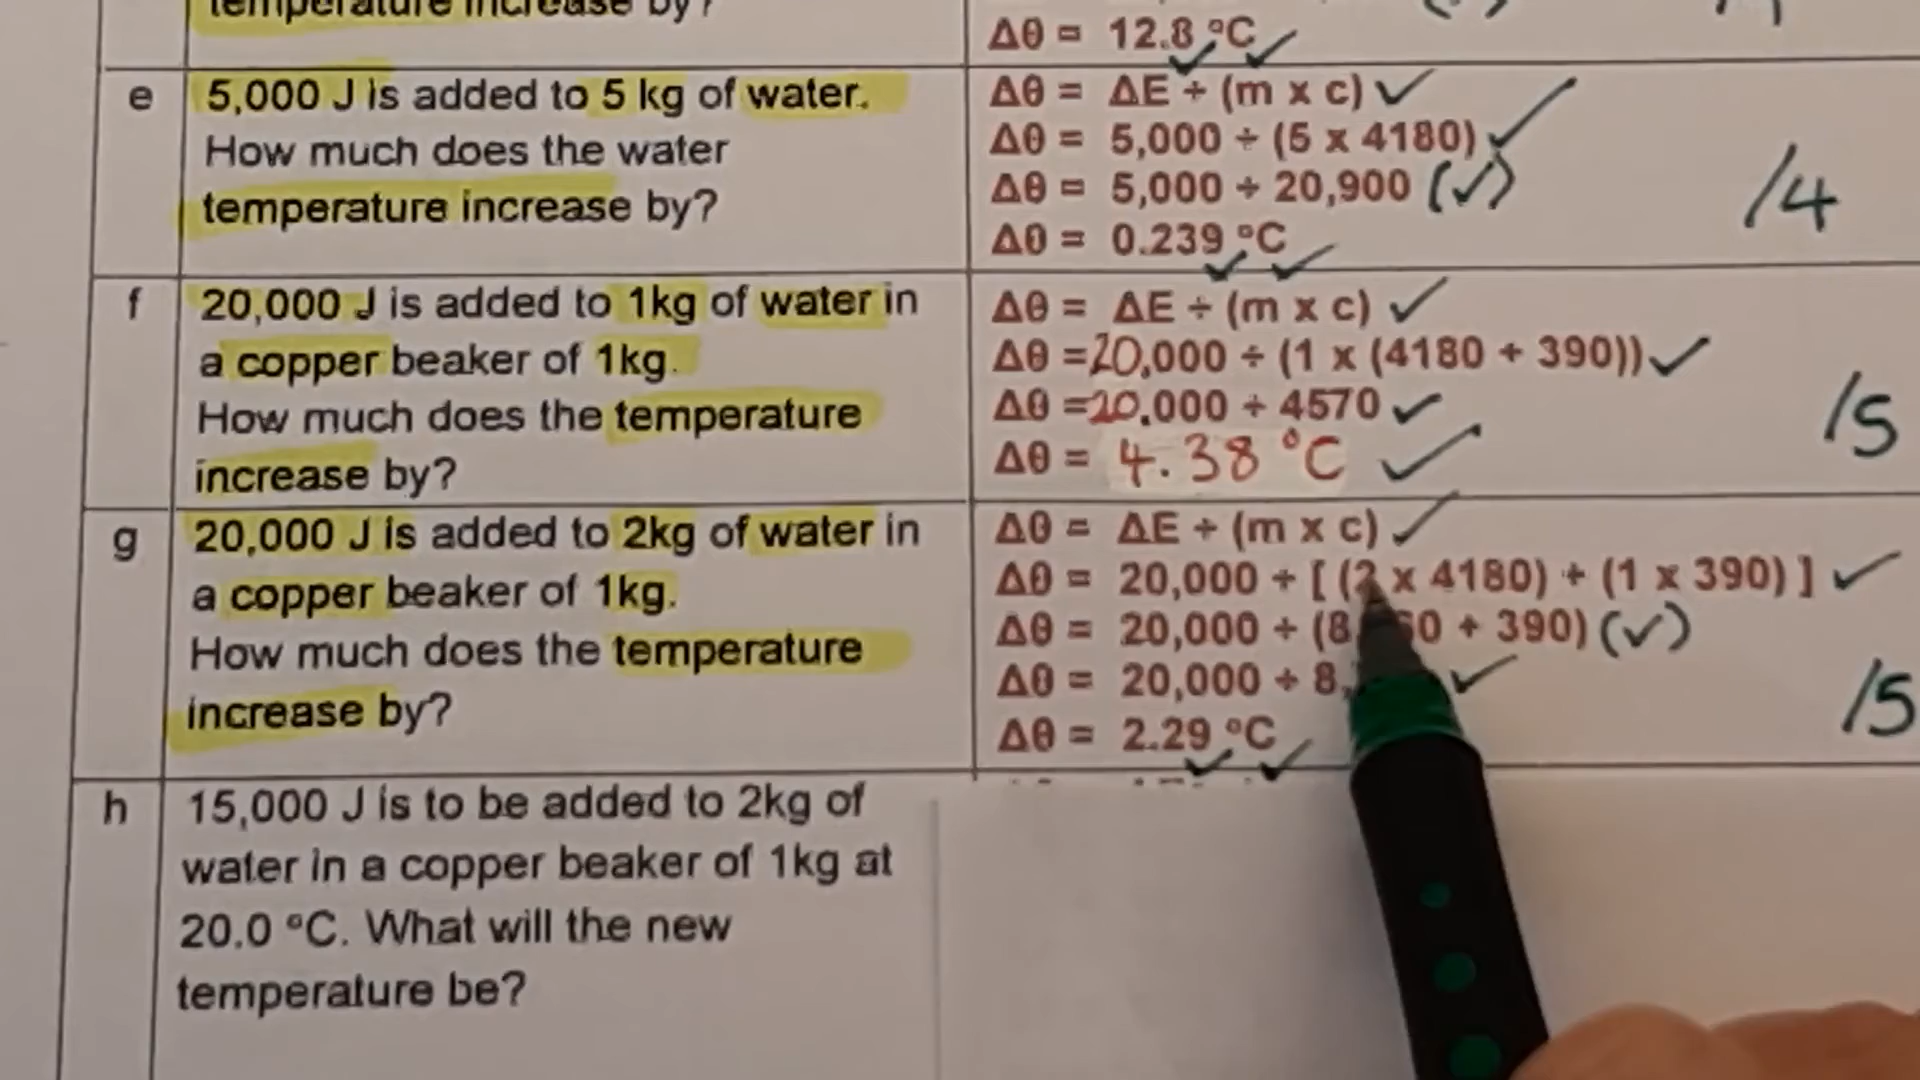 temperature increase by?
Δθ = 12.8 °C
e
5,000 J is added to 5 kg of water.
How much does the water
temperature increase by?
Δθ = ΔE ÷ (m x c) ✓
Δθ = 5,000 ÷ (5 x 4180) ✓
Δθ = 5,000 ÷ 20,900 (✓)
Δθ = 0.239 °C
/4
f
20,000 J is added to 1kg of water in
a copper beaker of 1kg.
How much does the temperature
increase by?
Δθ = ΔE ÷ (m x c) ✓
Δθ = 20,000 ÷ (1 x (4180 + 390)) ✓
Δθ = 20,000 ÷ 4570 ✓
Δθ = 4.38 °C ✓
/5
g
20,000 J is added to 2kg of water in
a copper beaker of 1kg.
How much does the temperature
increase by?
Δθ = ΔE ÷ (m x c) ✓
Δθ = 20,000 ÷ [ (2 x 4180) + (1 x 390) ] ✓
Δθ = 20,000 ÷ (8 60 + 390) (✓)
Δθ = 20,000 ÷ 8, ✓
Δθ = 2.29 °C
/5
h
15,000 J is to be added to 2kg of
water in a copper beaker of 1kg at
20.0 °C. What will the new
temperature be?